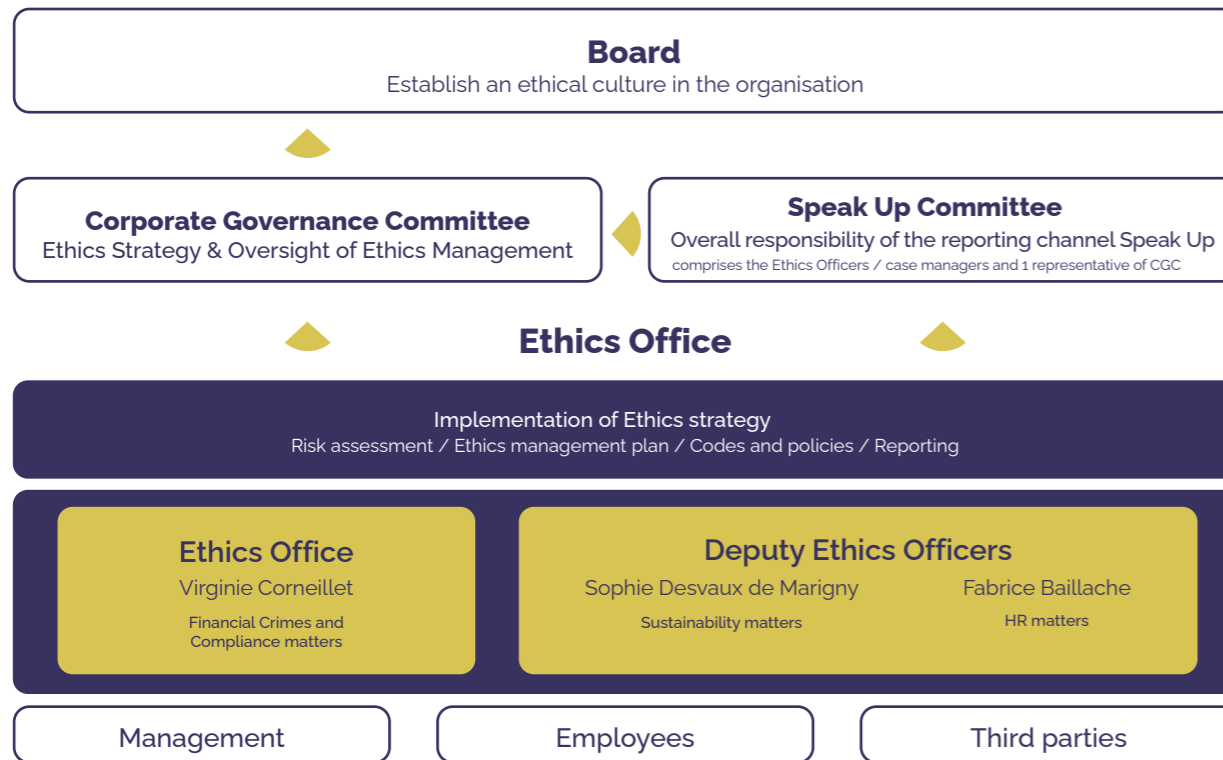 Board
Establish an ethical culture in the organisation
Corporate Governance Committee
Ethics Strategy & Oversight of Ethics Management
Speak Up Committee
Overall responsibility of the reporting channel Speak Up
comprises the Ethics Officers / case managers and 1 representative of CGC
Ethics Office
Implementation of Ethics strategy
Risk assessment / Ethics management plan / Codes and policies / Reporting
Ethics Office
Virginie Corneillet
Financial Crimes and
Compliance matters
Deputy Ethics Officers
Sophie Desvaux de Marigny
Sustainability matters
Fabrice Baillache
HR matters
Management
Employees
Third parties